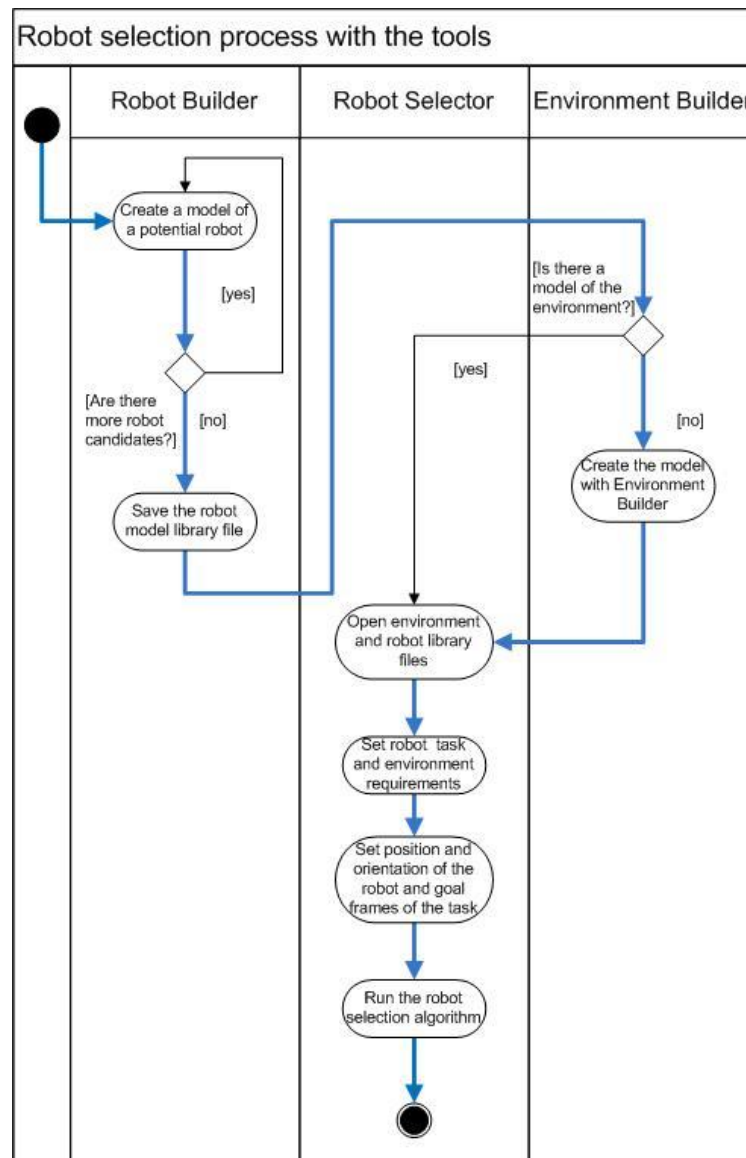 Robot selection process with the tools
Robot Builder
Robot Selector
Environment Builder
Create a model of
a potential robot
[yes]
[Are there
more robot
candidates?]
[no]
Save the robot
model library file
[Is there a
model of the
environment?]
[yes]
[no]
Create the model
with Environment
Builder
Open environment
and robot library
files
Set robot task
and environment
requirements
Set position and
orientation of the
robot and goal
frames of the task
Run the robot
selection algorithm